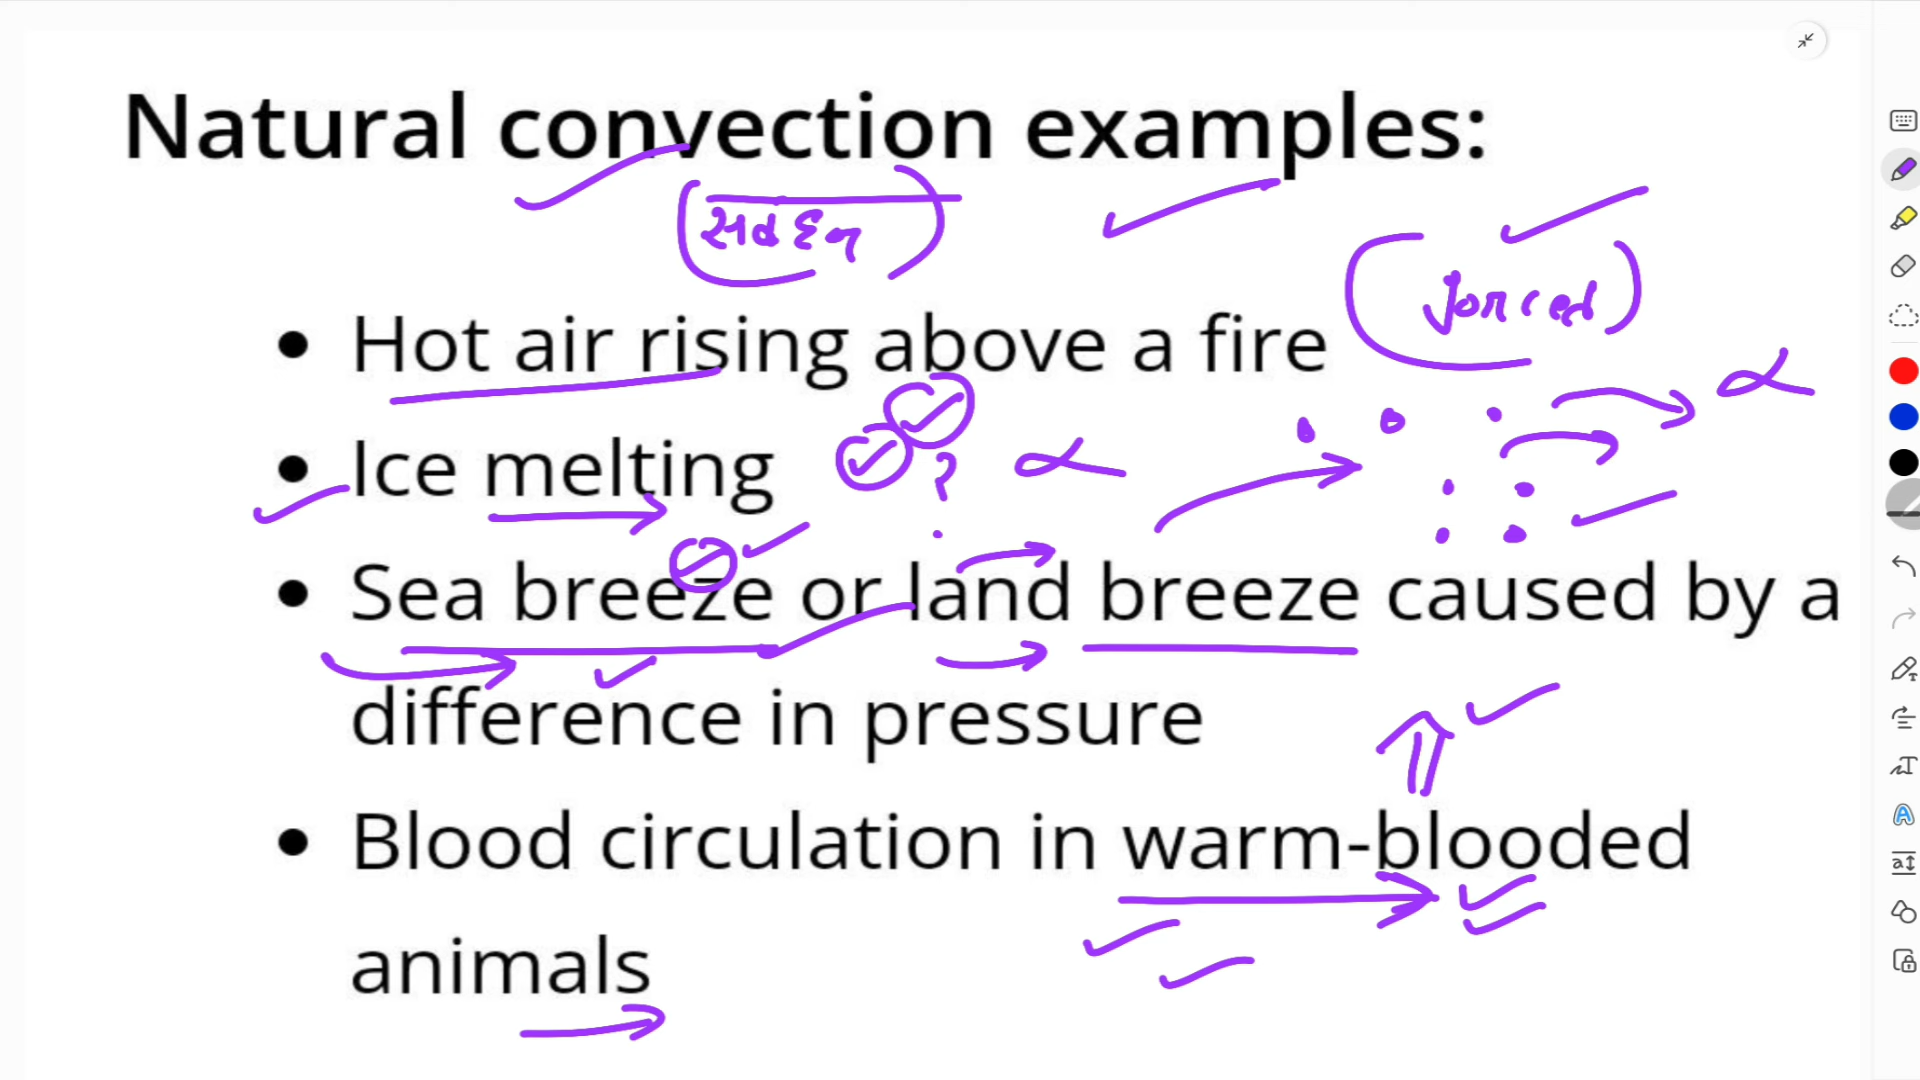 Natural convection examples:
forced
• Hot air rising above a fire
• Ice melting
?
• Sea breeze or land breeze caused by a
difference in pressure
• Blood circulation in warm-blooded
animals